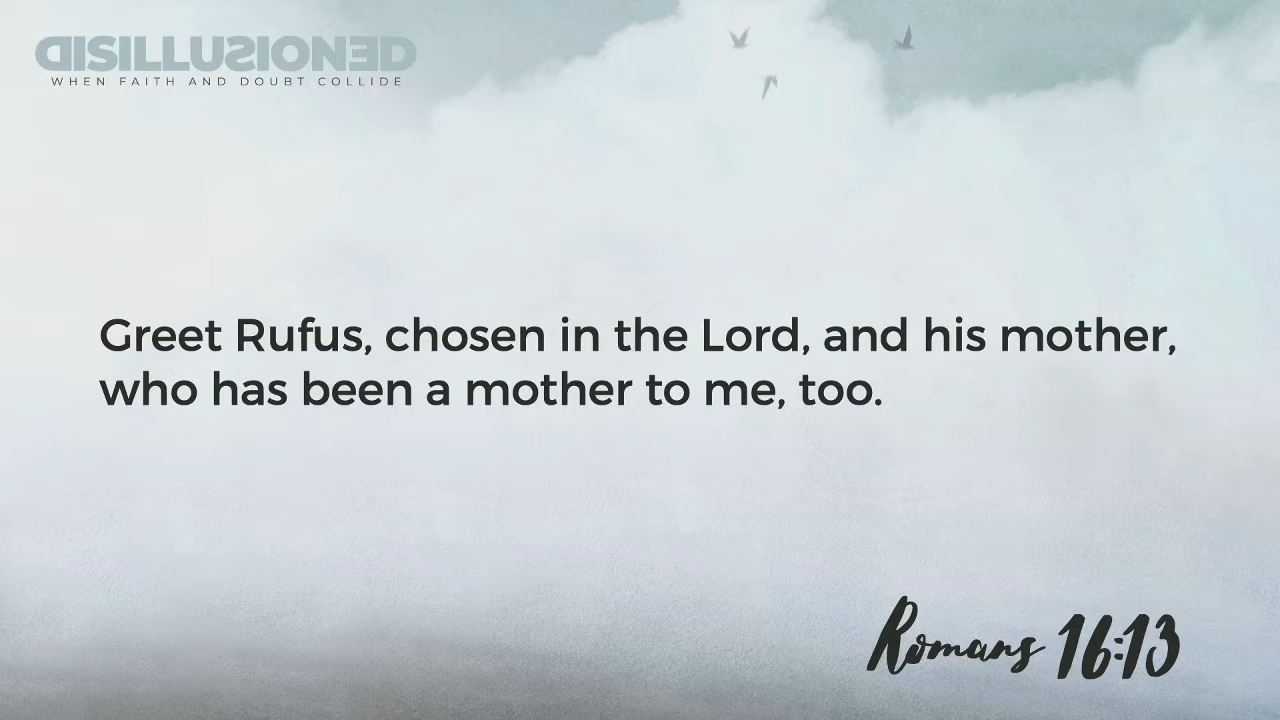 DISILLUSIONED
WHEN FAITH AND DOUBT COLLIDE
Greet Rufus, chosen in the Lord, and his mother,
who has been a mother to me, too.
Romans 16:13